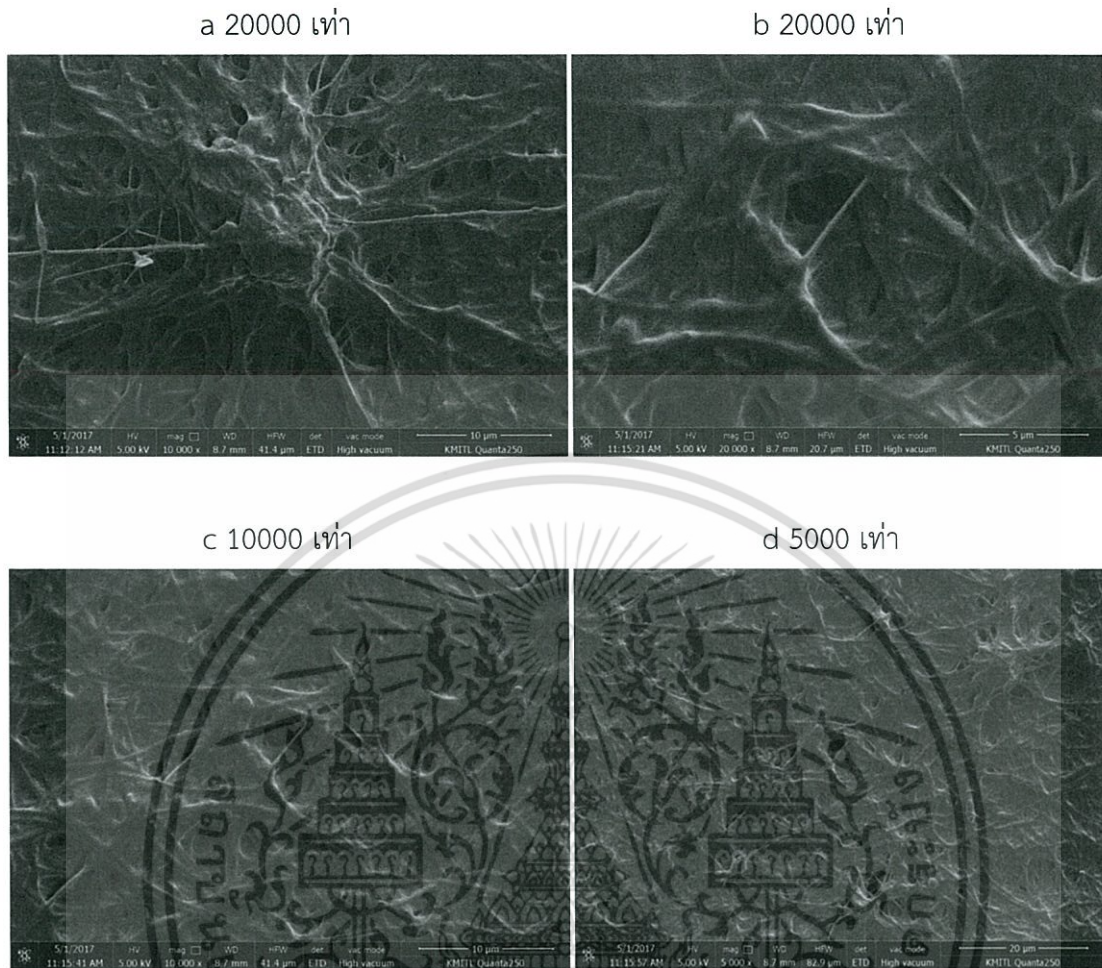 a 20000 เท่า
b 20000 เท่า
5/1/2017 HV mag WD HFW det vac mode 10 µm
11:12:12 AM 5.00 kV 10 000 x 8.7 mm 41.4 µm ETD High vacuum KMITL Quanta250
5/1/2017 HV mag WD HFW det vac mode 5 µm
11:15:21 AM 5.00 kV 20 000 x 8.7 mm 20.7 µm ETD High vacuum KMITL Quanta250
c 10000 เท่า
d 5000 เท่า
5/1/2017 HV mag WD HFW det vac mode 10 µm
11:15:41 AM 5.00 kV 10 000 x 8.7 mm 41.4 µm ETD High vacuum KMITL Quanta250
5/1/2017 HV mag WD HFW det vac mode 20 µm
11:15:57 AM 5.00 kV 5 000 x 8.7 mm 82.9 µm ETD High vacuum KMITL Quanta250